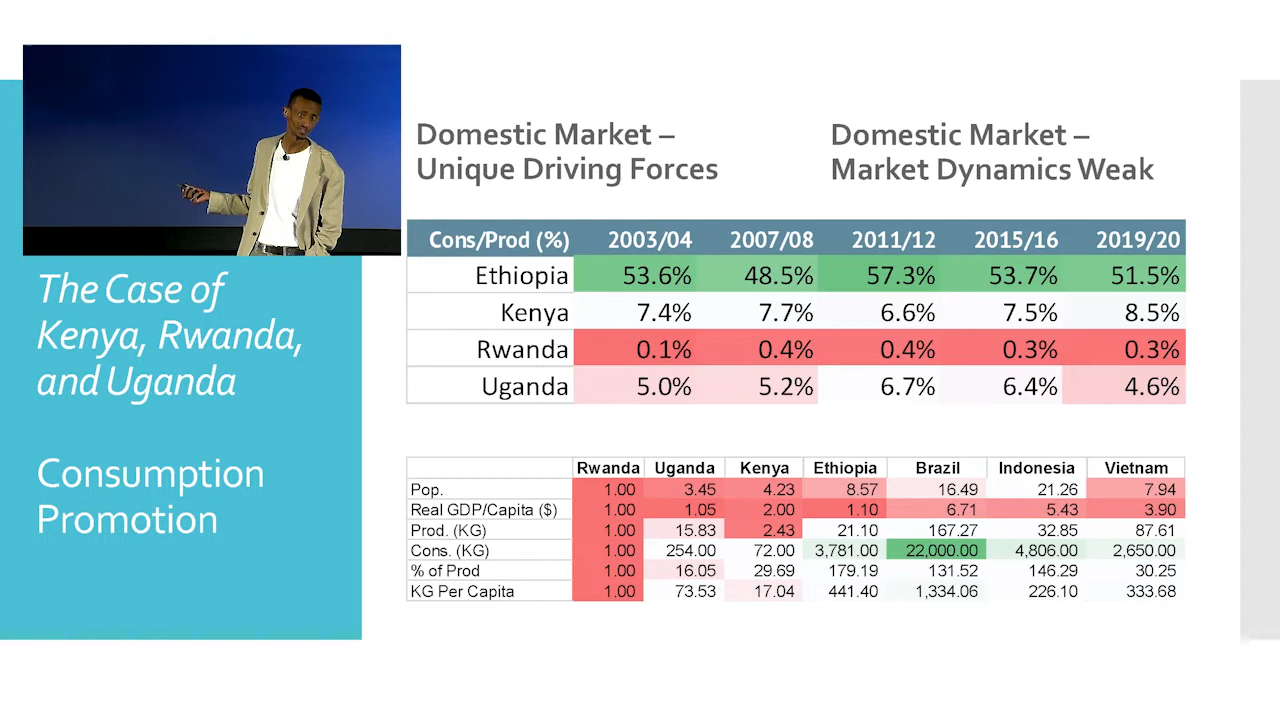 Domestic Market –
Unique Driving Forces
Domestic Market –
Market Dynamics Weak
The Case of
Kenya, Rwanda,
and Uganda
Consumption
Promotion
Cons/Prod (%) 2003/04 2007/08 2011/12 2015/16 2019/20
Ethiopia 53.6% 48.5% 57.3% 53.7% 51.5%
Kenya 7.4% 7.7% 6.6% 7.5% 8.5%
Rwanda 0.1% 0.4% 0.4% 0.3% 0.3%
Uganda 5.0% 5.2% 6.7% 6.4% 4.6%
Rwanda Uganda Kenya Ethiopia Brazil Indonesia Vietnam
Pop. 1.00 3.45 4.23 8.57 16.49 21.26 7.94
Real GDP/Capita ($) 1.00 1.05 2.00 1.10 6.71 5.43 3.90
Prod. (KG) 1.00 15.83 2.43 21.10 167.27 32.85 87.61
Cons. (KG) 1.00 254.00 72.00 3,781.00 22,000.00 4,806.00 2,650.00
% of Prod 1.00 16.05 29.69 179.19 131.52 146.29 30.25
KG Per Capita 1.00 73.53 17.04 441.40 1,334.06 226.10 333.68